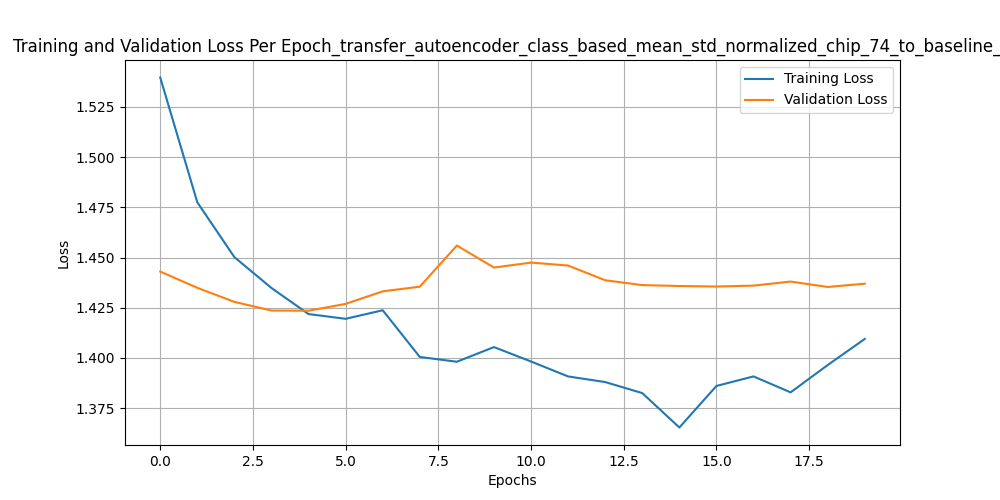 Training and Validation Loss Per Epoch_transfer_autoencoder_class_based_mean_std_normalized_chip_74_to_baseline_
Training Loss
Validation Loss
1.525
1.500
1.475
1.450
1.425
1.400
1.375
Loss
0.0 2.5 5.0 7.5 10.0 12.5 15.0 17.5
Epochs